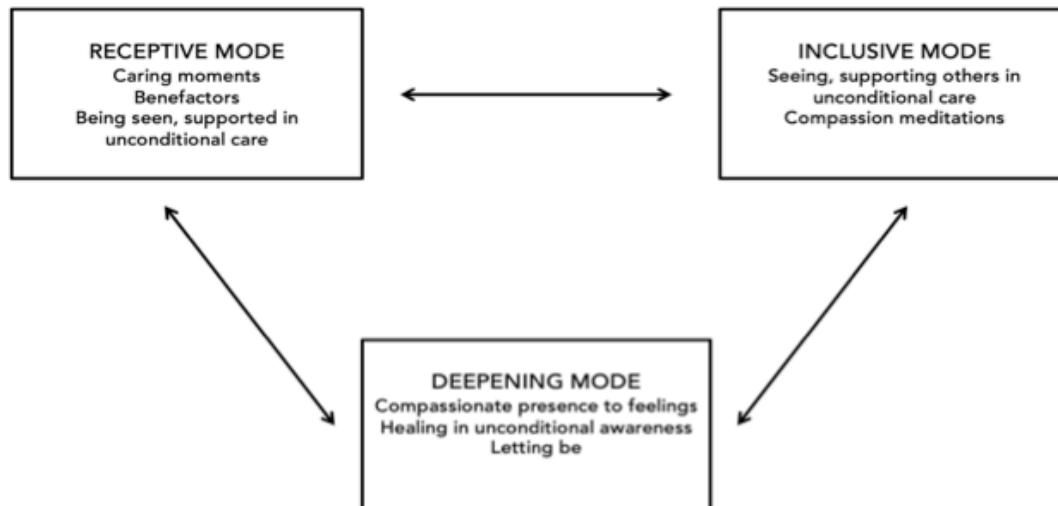 RECEPTIVE MODE
Caring moments
Benefactors
Being seen, supported in
unconditional care
INCLUSIVE MODE
Seeing, supporting others in
unconditional care
Compassion meditations
DEEPENING MODE
Compassionate presence to feelings
Healing in unconditional awareness
Letting be